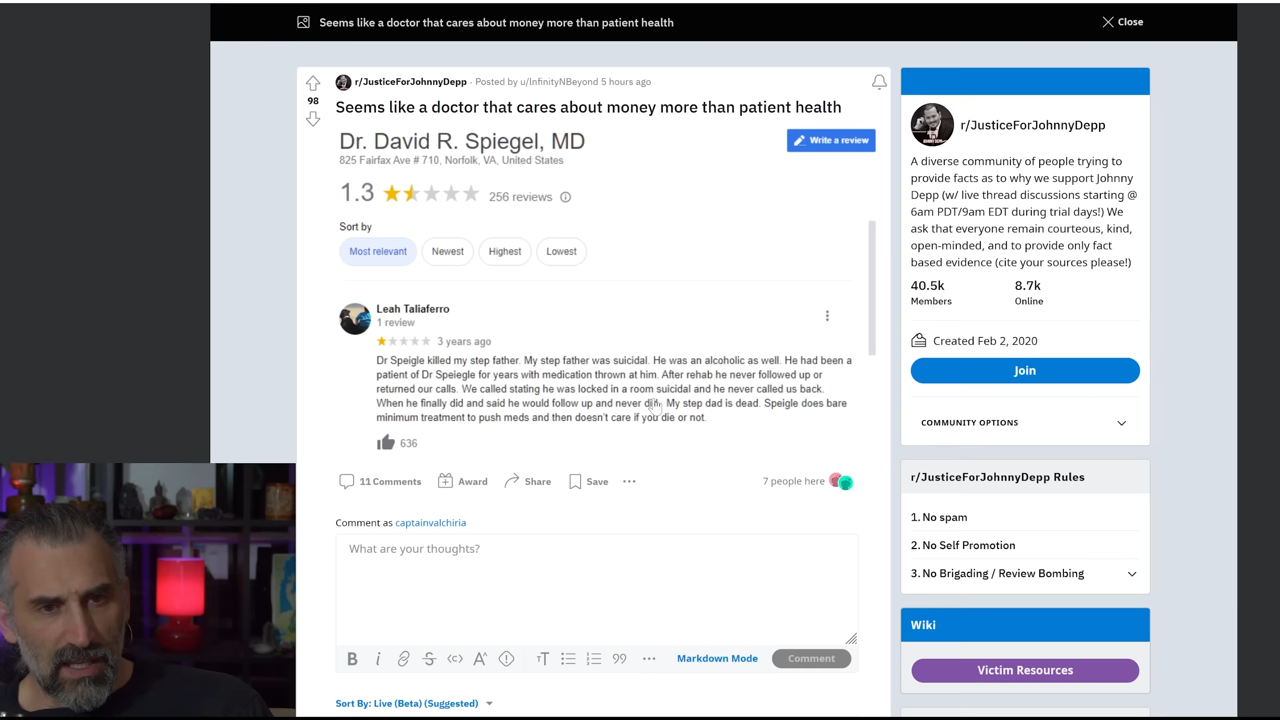 Seems like a doctor that cares about money more than patient health
Close
r/JusticeForJohnnyDepp · Posted by u/InfinityNBeyond 5 hours ago
98
Seems like a doctor that cares about money more than patient health
Dr. David R. Spiegel, MD
Write a review
825 Fairfax Ave # 710, Norfolk, VA, United States
1.3
256 reviews
Sort by
Most relevant
Newest
Highest
Lowest
Leah Taliaferro
1 review
3 years ago
Dr Speigle killed my step father. My step father was suicidal. He was an alcoholic as well. He had been a
patient of Dr Speiegle for years with medication thrown at him. After rehab he never followed up or
returned our calls. We called stating he was locked in a room suicidal and he never called us back.
When he finally did and said he would follow up and never My step dad is dead. Speigle does bare
minimum treatment to push meds and then doesn't care if you die or not.
636
11 Comments
Award
Share
Save
7 people here
Comment as captainvalchiria
What are your thoughts?
Markdown Mode
Comment
Sort By: Live (Beta) (Suggested)
r/JusticeForJohnnyDepp
A diverse community of people trying to
provide facts as to why we support Johnny
Depp (w/ live thread discussions starting @
6am PDT/9am EDT during trial days!) We
ask that everyone remain courteous, kind,
open-minded, and to provide only fact
based evidence (cite your sources please!)
40.5k
Members
8.7k
Online
Created Feb 2, 2020
Join
COMMUNITY OPTIONS
r/JusticeForJohnnyDepp Rules
1. No spam
2. No Self Promotion
3. No Brigading / Review Bombing
Wiki
Victim Resources